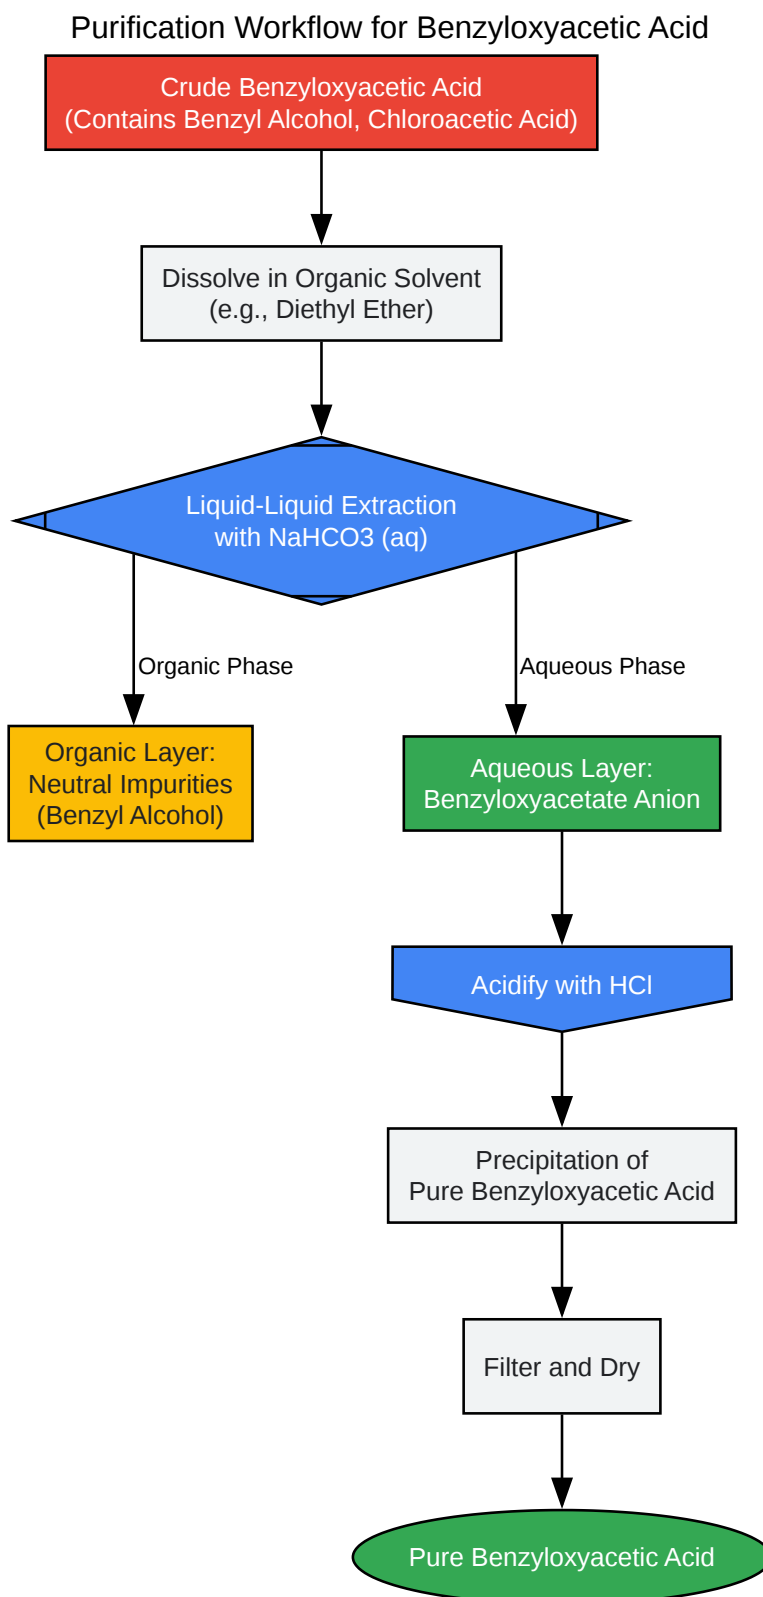 Purification Workflow for Benzyloxyacetic Acid
Crude Benzyloxyacetic Acid
(Contains Benzyl Alcohol, Chloroacetic Acid)
Dissolve in Organic Solvent
(e.g., Diethyl Ether)
Liquid-Liquid Extraction
with NaHCO3 (aq)
Organic Phase
Aqueous Phase
Organic Layer:
Neutral Impurities
(Benzyl Alcohol)
Aqueous Layer:
Benzyloxyacetate Anion
Acidify with HCl
Precipitation of
Pure Benzyloxyacetic Acid
Filter and Dry
Pure Benzyloxyacetic Acid